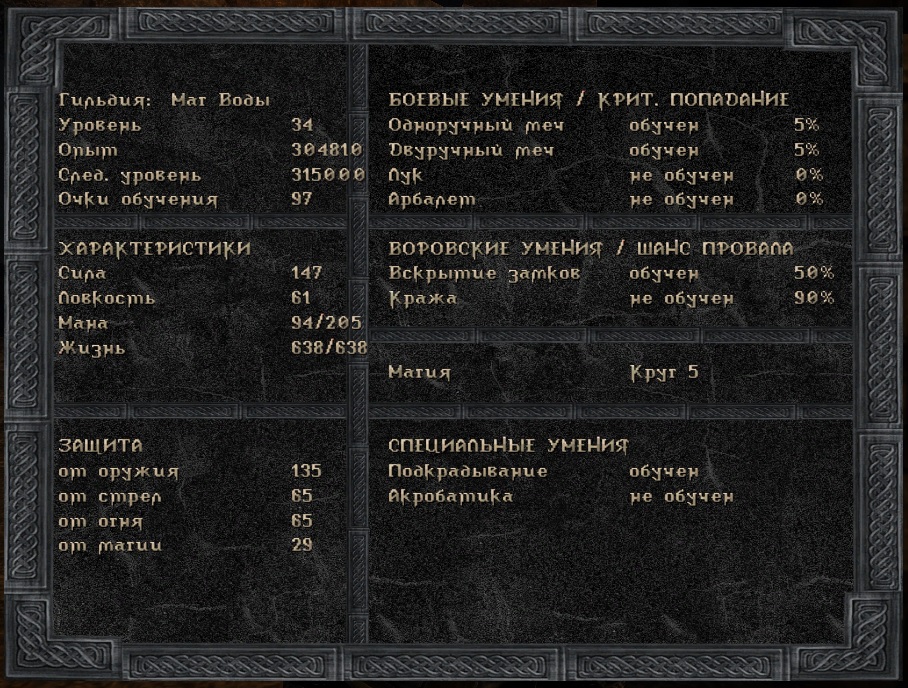 Гильдия: Маг Воды
Уровень 34
Опыт 304810
След. уровень 315000
Очки обучения 97
ХАРАКТЕРИСТИКИ
Сила 147
Ловкость 61
Мана 94/205
Жизнь 638/638
ЗАЩИТА
от оружия 135
от стрел 65
от огня 65
от магии 29
БОЕВЫЕ УМЕНИЯ / КРИТ. ПОПАДАНИЕ
Одноручный меч обучен 5%
Двуручный меч обучен 5%
Лук не обучен 0%
Арбалет не обучен 0%
ВОРОВСКИЕ УМЕНИЯ / ШАНС ПРОВАЛА
Вскрытие замков обучен 50%
Кража не обучен 90%
Магия Круг 5
СПЕЦИАЛЬНЫЕ УМЕНИЯ
Подкрадывание обучен
Акробатика не обучен